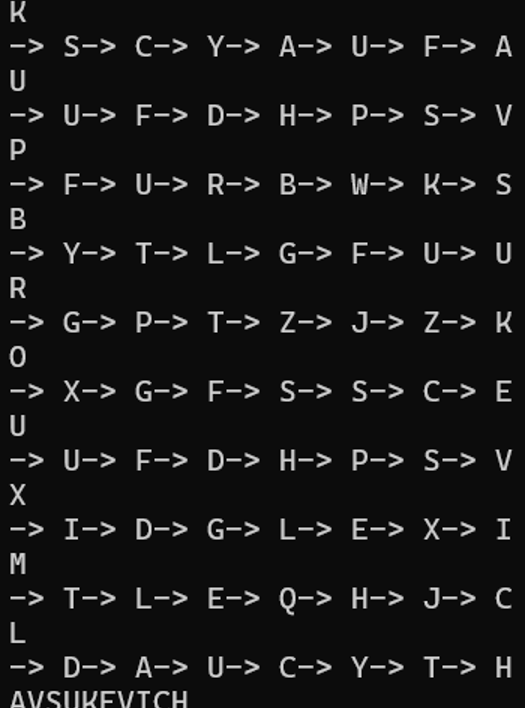 K
-> S-> C-> Y-> A-> U-> F-> A
U
-> U-> F-> D-> H-> P-> S-> V
P
-> F-> U-> R-> B-> W-> K-> S
B
-> Y-> T-> L-> G-> F-> U-> U
R
-> G-> P-> T-> Z-> J-> Z-> K
O
-> X-> G-> F-> S-> S-> C-> E
U
-> U-> F-> D-> H-> P-> S-> V
X
-> I-> D-> G-> L-> E-> X-> I
M
-> T-> L-> E-> Q-> H-> J-> C
L
-> D-> A-> U-> C-> Y-> T-> H
AVSUKEVICH